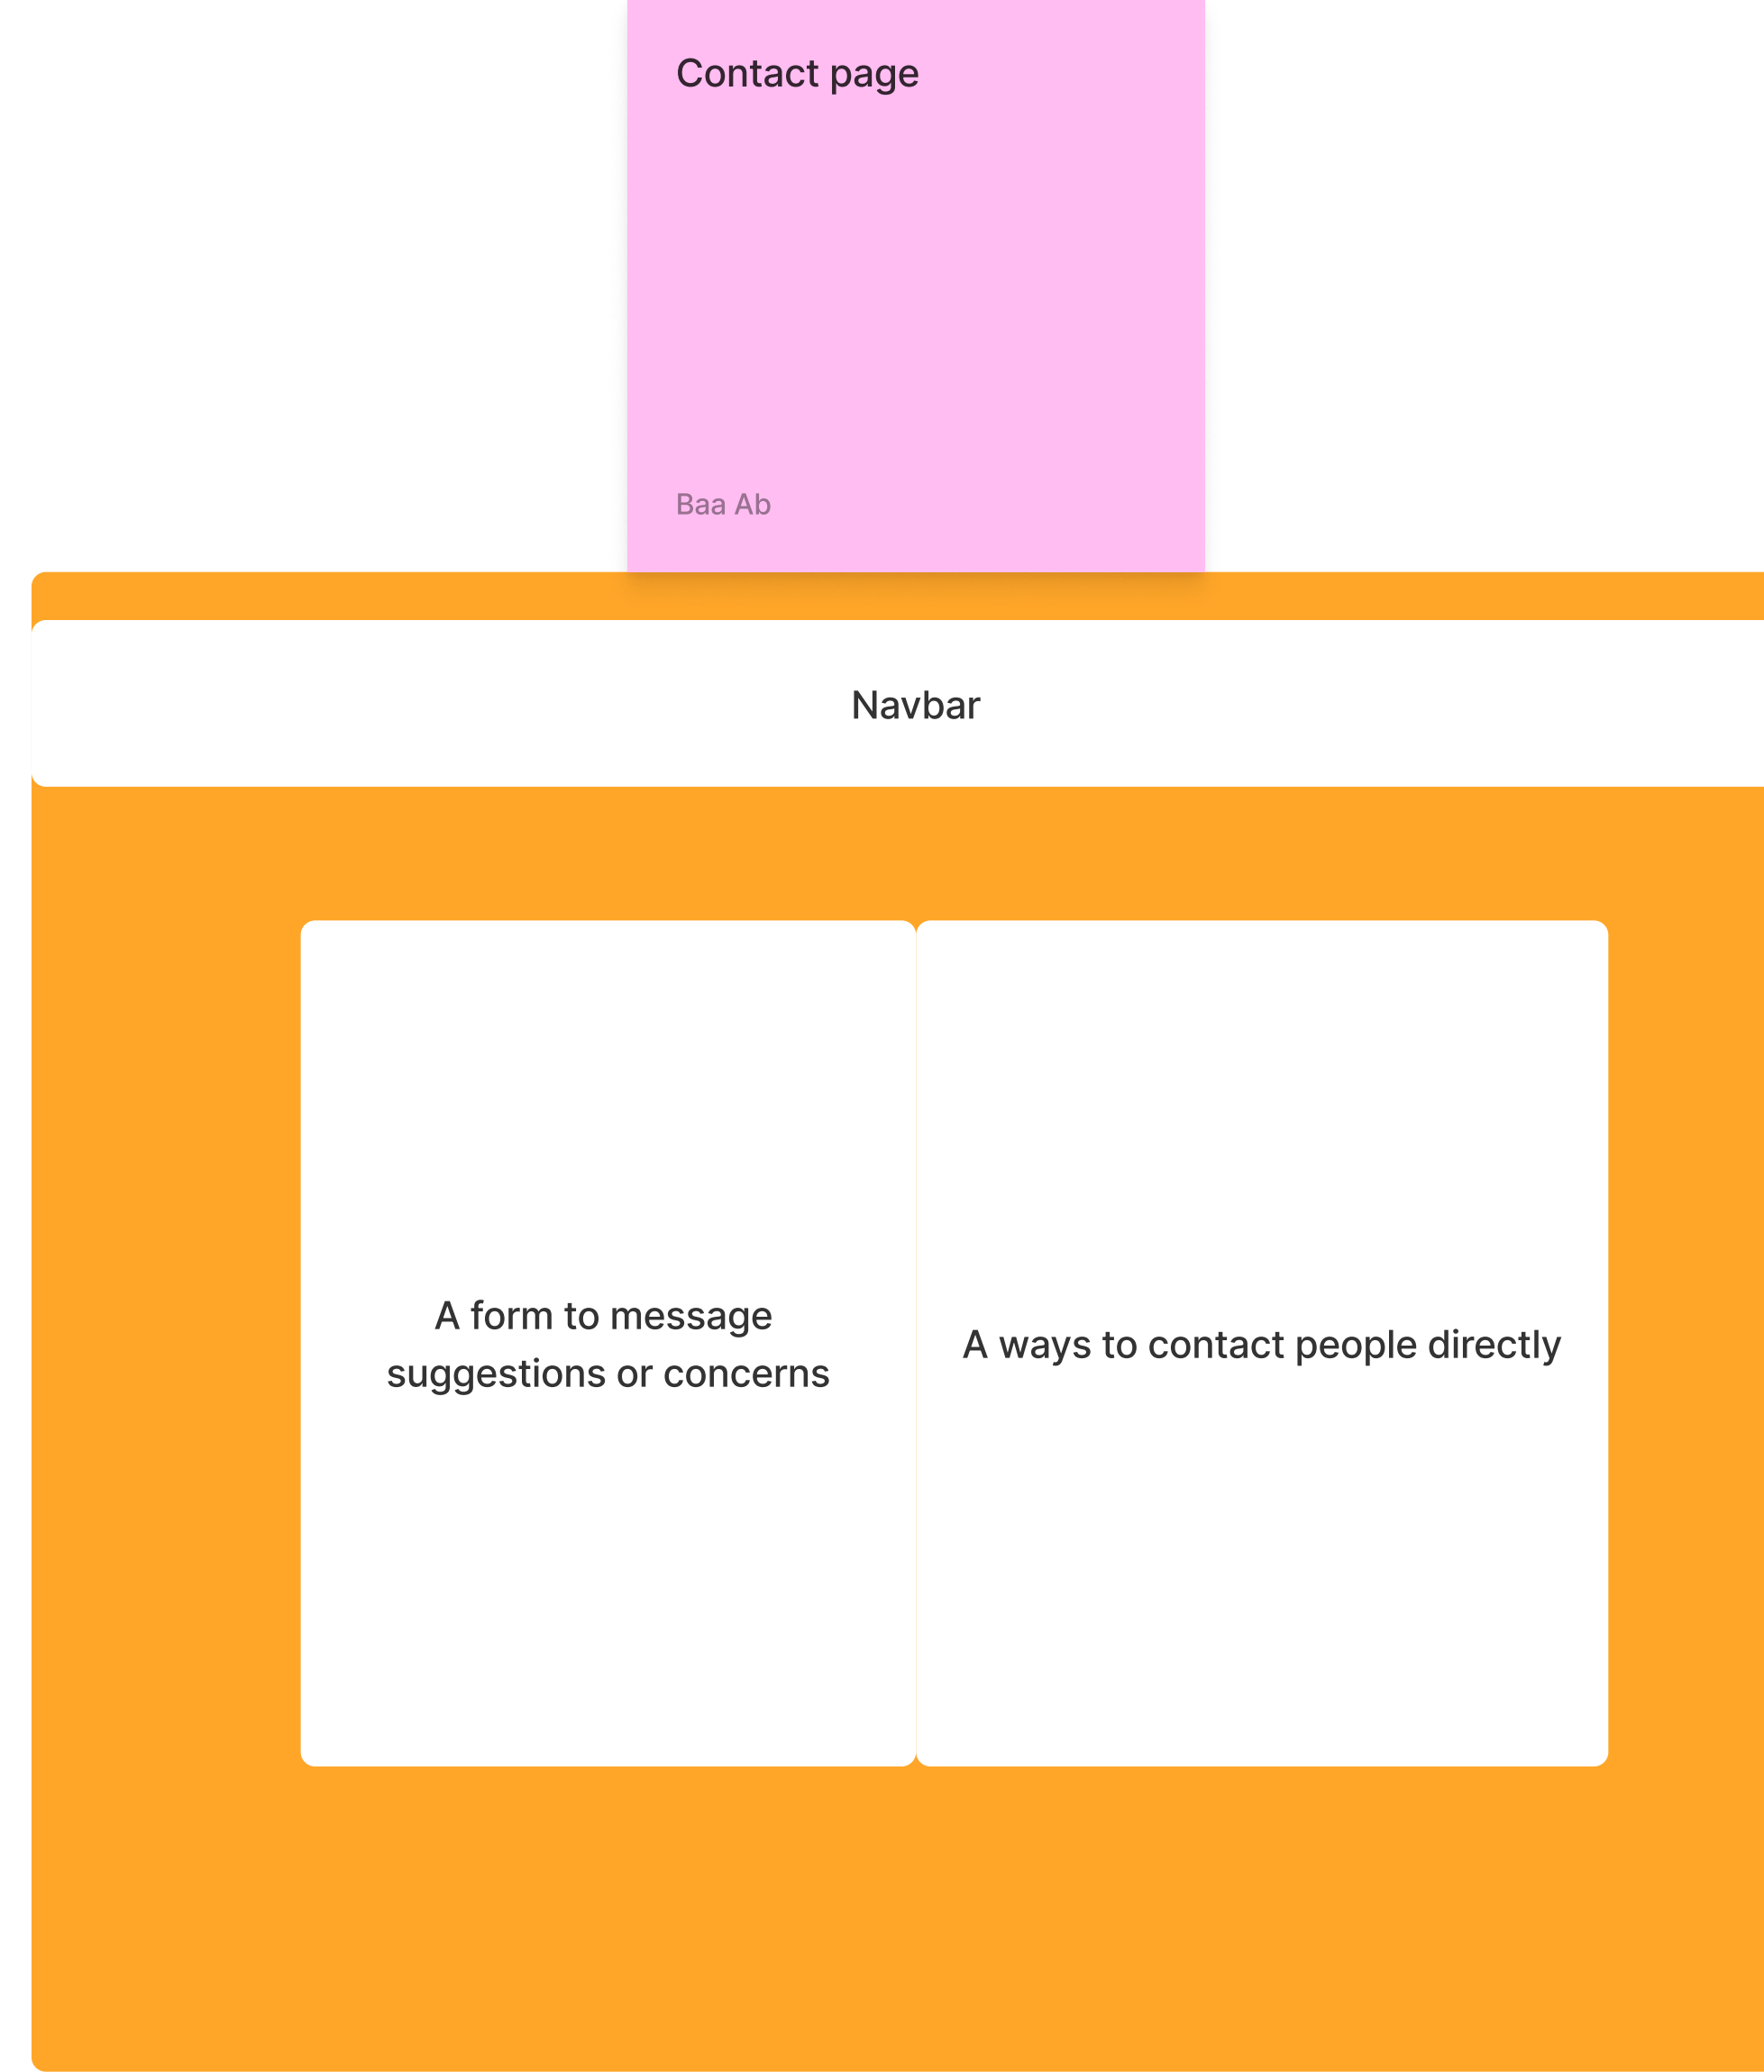 Contact page
Baa Ab
Navbar
A form to message
suggestions or concerns
A ways to contact people directly